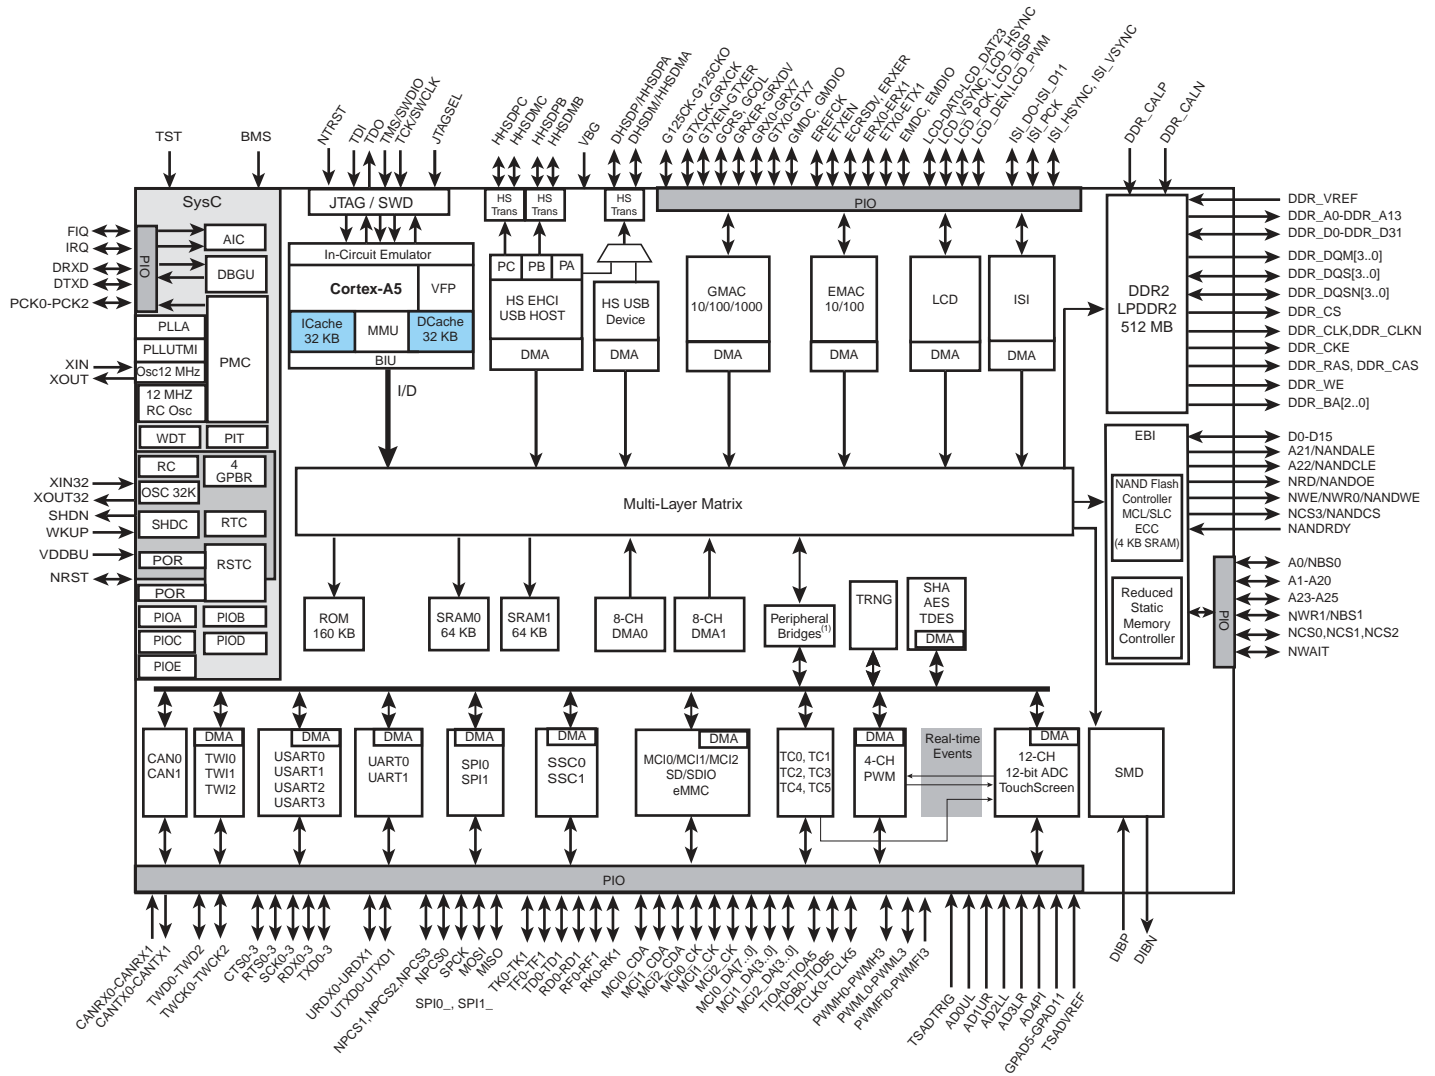 TST
BMS
NTRST
TDI
TDO
TMS/SWDIO
TCK/SWCLK
JTAGSEL
HHSDPC
HHSDMC
HHSDPB
HHSDMB
VBG
DHSDP/HHSDPA
DHSDM/HHSDMA
G125CK-G125CKO
GTXCK-GRXCK
GTXEN-GTXER
GCRS, GCOL
GRXER-GRXDV
GRX0-GRX7
GTX0-GTX7
GMDC, GMDIO
EREFCK
ETXEN
ECRSDV, ERXER
ERX0-ERX1
ETX0-ETX1
EMDC, EMDIO
LCD-DAT0-LCD_DAT23
LCD_VSYNC, LCD_HSYNC
LCD_PCK, LCD_DISP
LCD_DEN,LCD_PWM
ISI_DO-ISI_D11
ISI_PCK
ISI_HSYNC, ISI_VSYNC
DDR_CALP
DDR_CALN
SysC
JTAG / SWD
HS
Trans
HS
Trans
HS
Trans
PIO
FIQ
IRQ
DRXD
DTXD
PCK0-PCK2
PIO
AIC
DBGU
PLLA
PLLUTMI
Osc12 MHz
12 MHZ
RC Osc
PMC
WDT
PIT
XIN
XOUT
XIN32
XOUT32
SHDN
WKUP
VDDBU
NRST
RC
4
GPBR
OSC 32K
SHDC
RTC
POR
RSTC
POR
PIOA
PIOB
PIOC
PIOD
PIOE
In-Circuit Emulator
Cortex-A5
VFP
ICache
32 KB
MMU
DCache
32 KB
BIU
I/D
PC
PB
PA
HS EHCI
USB HOST
DMA
HS USB
Device
DMA
GMAC
10/100/1000
DMA
EMAC
10/100
DMA
LCD
DMA
ISI
DMA
DDR2
LPDDR2
512 MB
DDR_VREF
DDR_A0-DDR_A13
DDR_D0-DDR_D31
DDR_DQM[3..0]
DDR_DQS[3..0]
DDR_DQSN[3..0]
DDR_CS
DDR_CLK,DDR_CLKN
DDR_CKE
DDR_RAS, DDR_CAS
DDR_WE
DDR_BA[2..0]
EBI
NAND Flash
Controller
MCL/SLC
ECC
(4 KB SRAM)
Reduced
Static
Memory
Controller
PIO
D0-D15
A21/NANDALE
A22/NANDCLE
NRD/NANDOE
NWE/NWR0/NANDWE
NCS3/NANDCS
NANDRDY
A0/NBS0
A1-A20
A23-A25
NWR1/NBS1
NCS0,NCS1,NCS2
NWAIT
Multi-Layer Matrix
ROM
160 KB
SRAM0
64 KB
SRAM1
64 KB
8-CH
DMA0
8-CH
DMA1
Peripheral
Bridges(1)
TRNG
SHA
AES
TDES
DMA
CAN0
CAN1
DMA
TWI0
TWI1
TWI2
DMA
USART0
USART1
USART2
USART3
DMA
UART0
UART1
DMA
SPI0
SPI1
DMA
SSC0
SSC1
DMA
MCI0/MCI1/MCI2
SD/SDIO
eMMC
TC0, TC1
TC2, TC3
TC4, TC5
DMA
4-CH
PWM
Real-time
Events
DMA
12-CH
12-bit ADC
TouchScreen
SMD
PIO
CANRX0-CANRX1
CANTX0-CANTX1
TWD0-TWD2
TWCK0-TWCK2
CTS0-3
RTS0-3
SCK0-3
RDX0-3
TXD0-3
URDX0-URDX1
UTXD0-UTXD1
NPCS1,NPCS2,NPCS3
NPCS0
SPCK
MOSI
MISO
SPI0_, SPI1_
TK0-TK1
TF0-TF1
TD0-TD1
RD0-RD1
RF0-RF1
RK0-RK1
MCI0_CDA
MCI1_CDA
MCI2_CDA
MCI0_CK
MCI1_CK
MCI2_CK
MCI0_DA[7..0]
MCI1_DA[3..0]
MCI2_DA[3..0]
TIOA0-TIOA5
TIOB0-TIOB5
TCLK0-TCLK5
PWMH0-PWMH3
PWML0-PWML3
PWMFI0-PWMFI3
TSADTRIG
AD0UL
AD1UR
AD2LL
AD3LR
AD4PI
GPAD5-GPAD11
TSADVREF
DIBP
DIBN